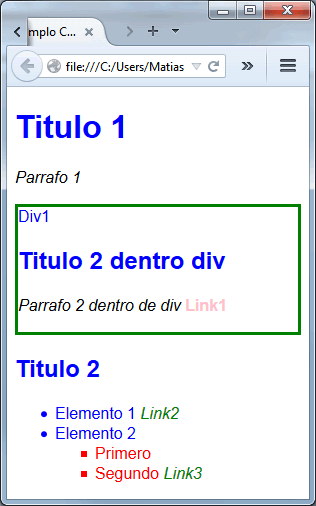 mplo C...
file:///C:/Users/Matias
Titulo 1
Parrafo 1
Div1
Titulo 2 dentro div
Parrafo 2 dentro de div Link1
Titulo 2
Elemento 1 Link2
Elemento 2
Primero
Segundo Link3